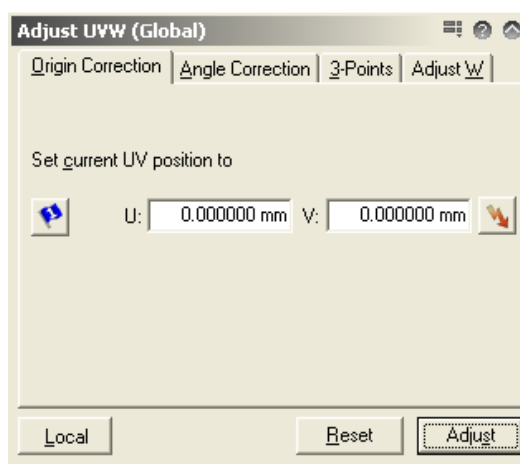 Adjust UVW (Global)
Origin Correction Angle Correction 3-Points Adjust W
Set current UV position to
U: 0.000000 mm V: 0.000000 mm
Local Reset Adjust